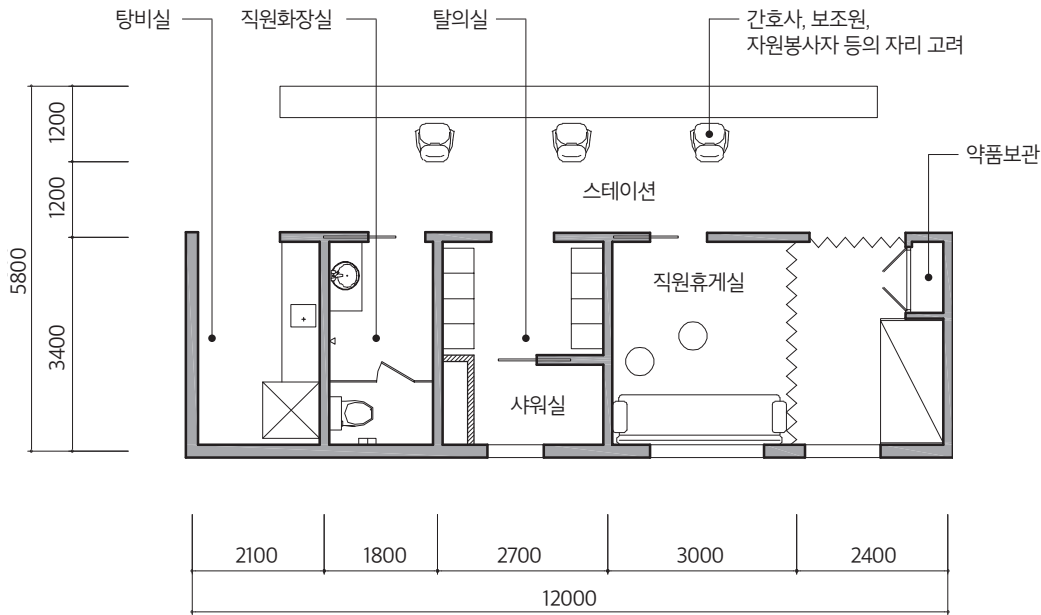 탕비실
직원화장실
탈의실
간호사, 보조원,
자원봉사자 등의 자리 고려
1200
약품보관
1200
스테이션
5800
직원휴게실
3400
샤워실
2100
1800
2700
3000
2400
12000